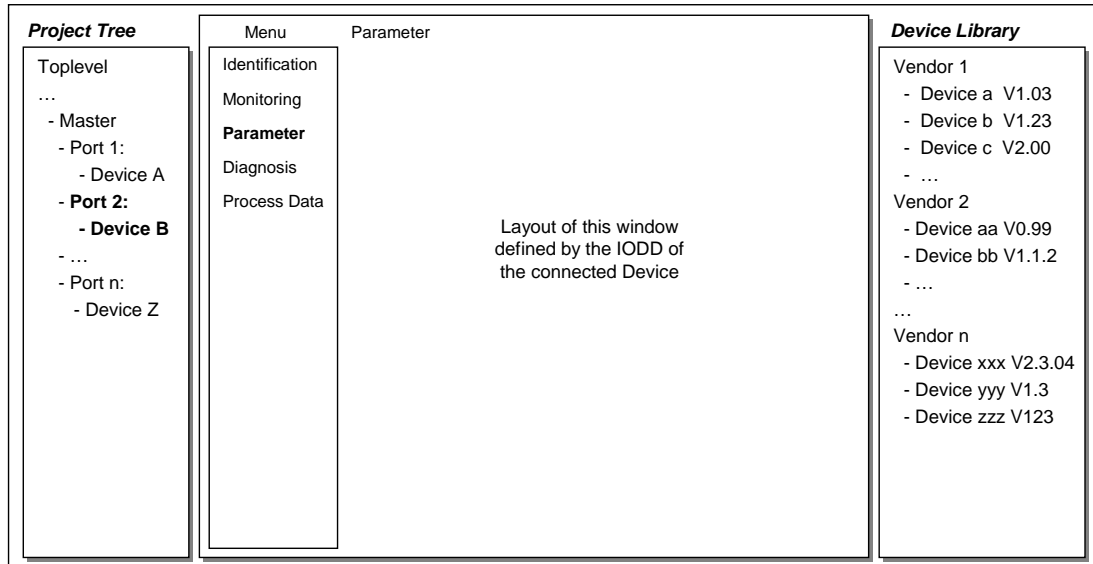 Project Tree
Toplevel
…
- Master
- Port 1:
- Device A
- Port 2:
- Device B
- …
- Port n:
- Device Z
Menu
Parameter
Identification
Monitoring
Parameter
Diagnosis
Process Data
Layout of this window
defined by the IODD of
the connected Device
Device Library
Vendor 1
- Device a V1.03
- Device b V1.23
- Device c V2.00
- …
Vendor 2
- Device aa V0.99
- Device bb V1.1.2
- …
…
Vendor n
- Device xxx V2.3.04
- Device yyy V1.3
- Device zzz V123